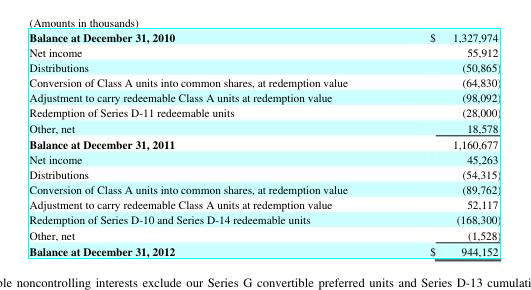 (Amounts in thousands)
Balance at December 31, 2010 $ 1,327,974
Net income 55,912
Distributions (50,865)
Conversion of Class A units into common shares, at redemption value (64,830)
Adjustment to carry redeemable Class A units at redemption value (98,092)
Redemption of Series D-11 redeemable units (28,000)
Other, net 18,578
Balance at December 31, 2011 1,160,677
Net income 45,263
Distributions (54,315)
Conversion of Class A units into common shares, at redemption value (89,762)
Adjustment to carry redeemable Class A units at redemption value 52,117
Redemption of Series D-10 and Series D-14 redeemable units (168,300)
Other, net (1,528)
Balance at December 31, 2012 $ 944,152
noncontrolling interests exclude our Series G convertible preferred units and Series D-13